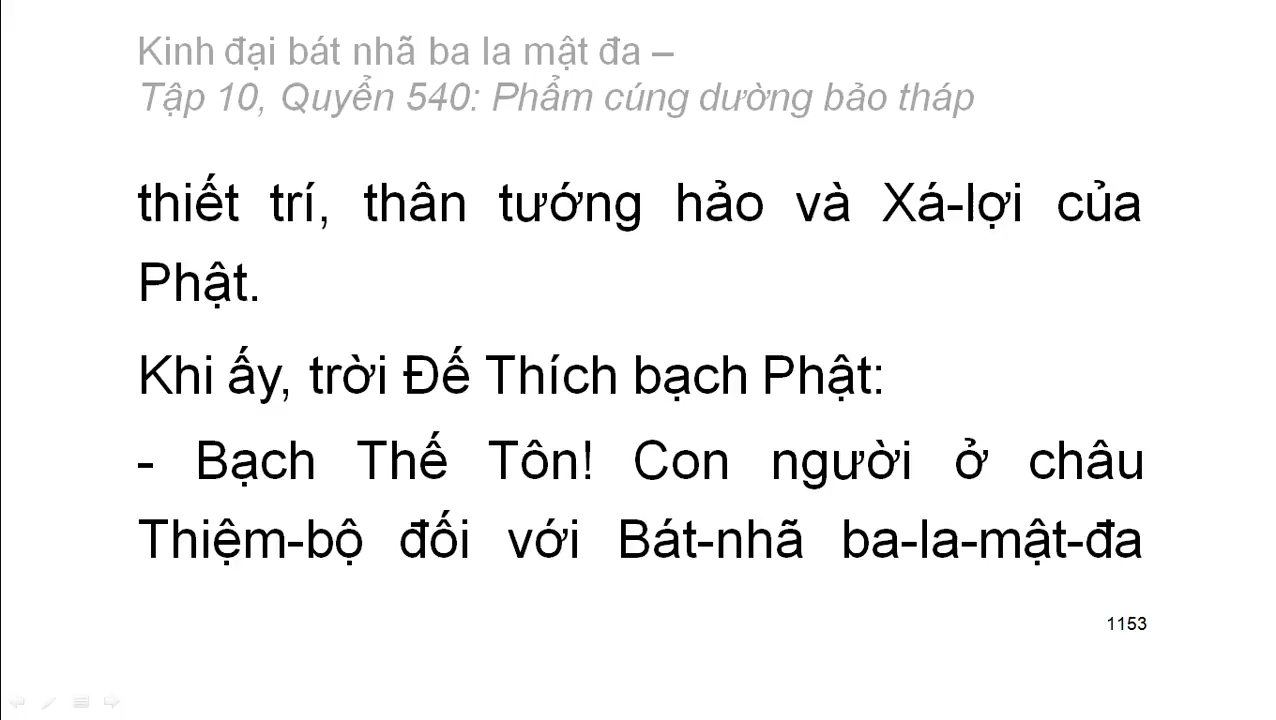 Kinh đại bát nhã ba la mật đa –
Tập 10, Quyển 540: Phẩm cúng dường bảo tháp
thiết trí, thân tướng hảo và Xá-lợi của
Phật.
Khi ấy, trời Đế Thích bạch Phật:
- Bạch Thế Tôn! Con người ở châu
Thiệm-bộ đối với Bát-nhã ba-la-mật-đa
1153